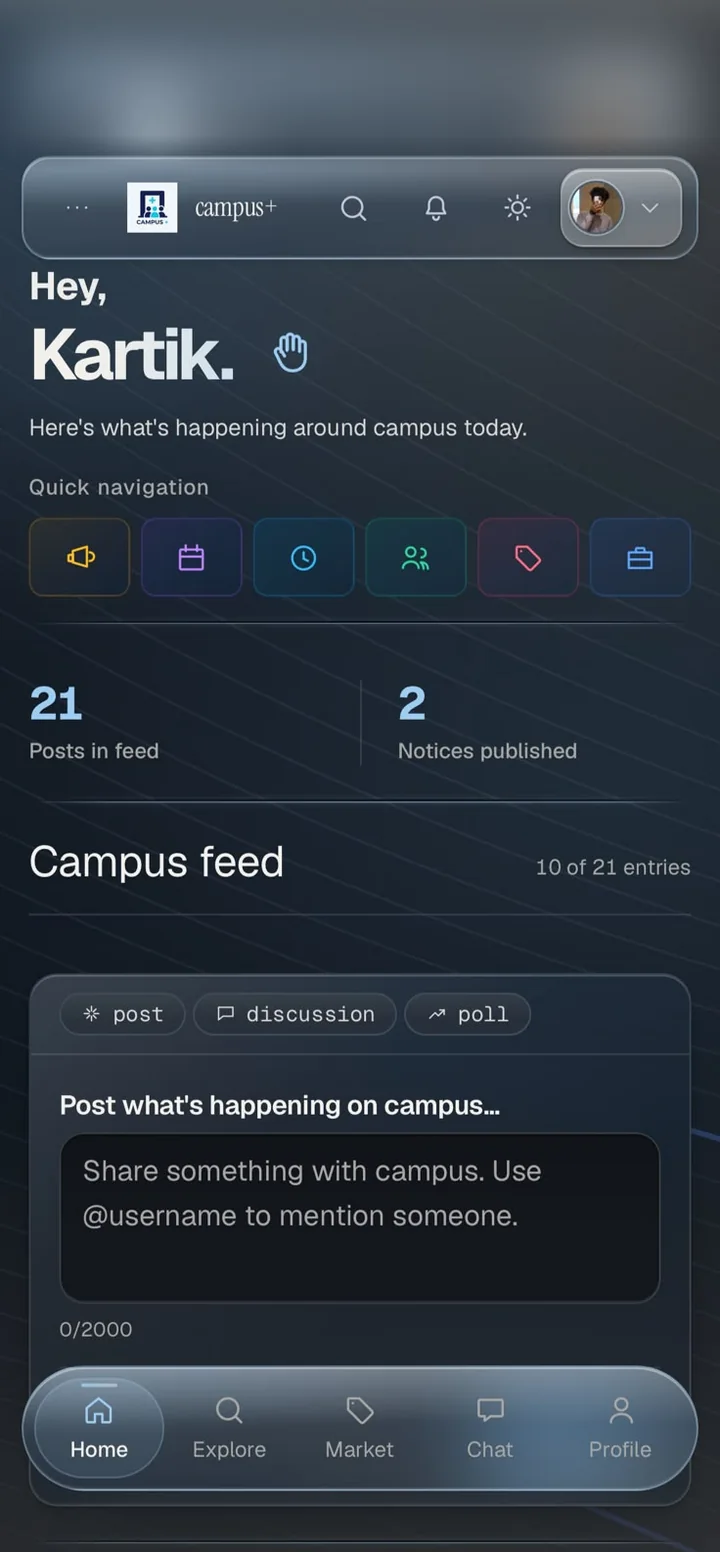 ...
CAMPUS +
campus+
Hey,
Kartik.
Here's what's happening around campus today.
Quick navigation
21
Posts in feed
2
Notices published
Campus feed
10 of 21 entries
post
discussion
poll
Post what's happening on campus...
Share something with campus. Use
@username to mention someone.
0/2000
Home
Explore
Market
Chat
Profile